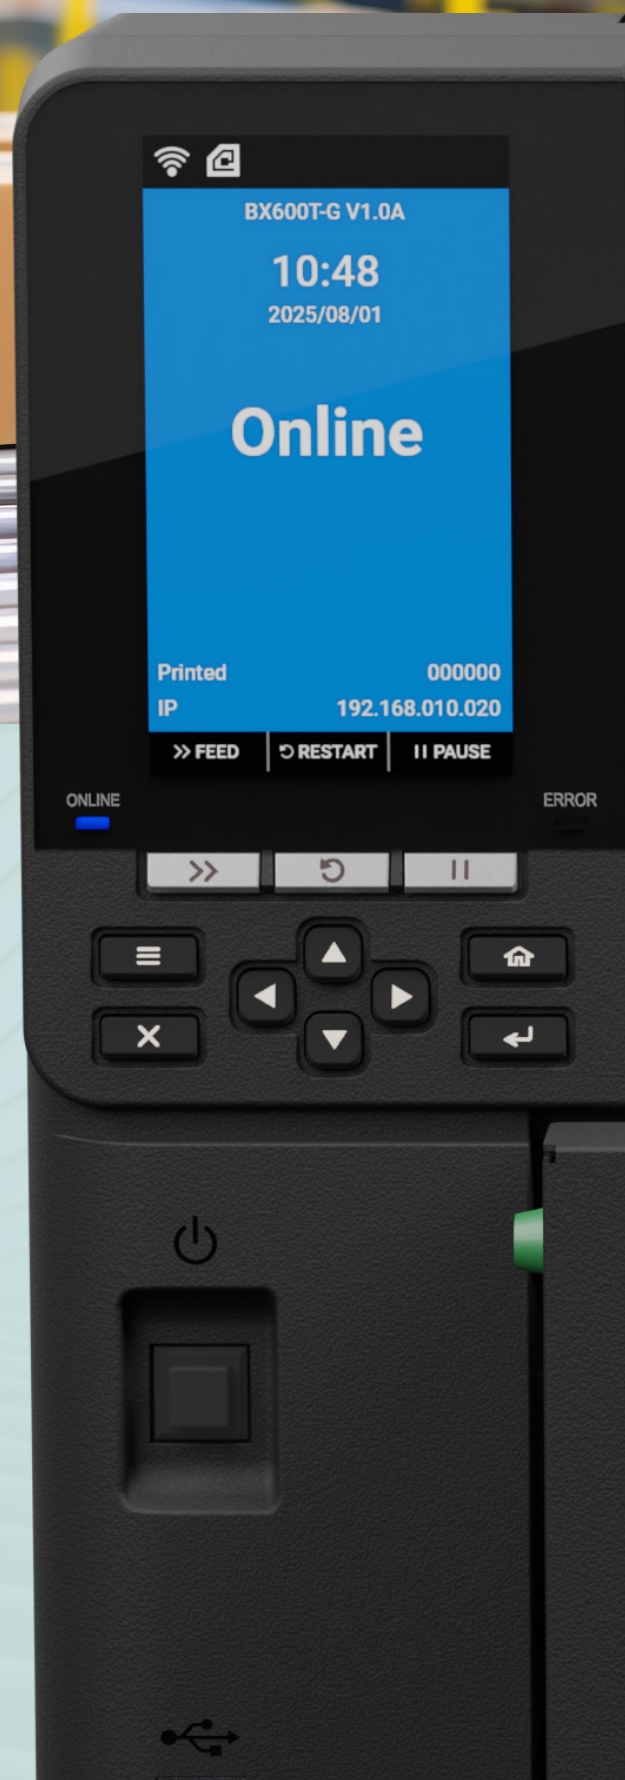 BX600T-G V1.0A
10:48
2025/08/01
Online
Printed 000000
IP 192.168.010.020
FEED RESTART PAUSE
ONLINE ERROR